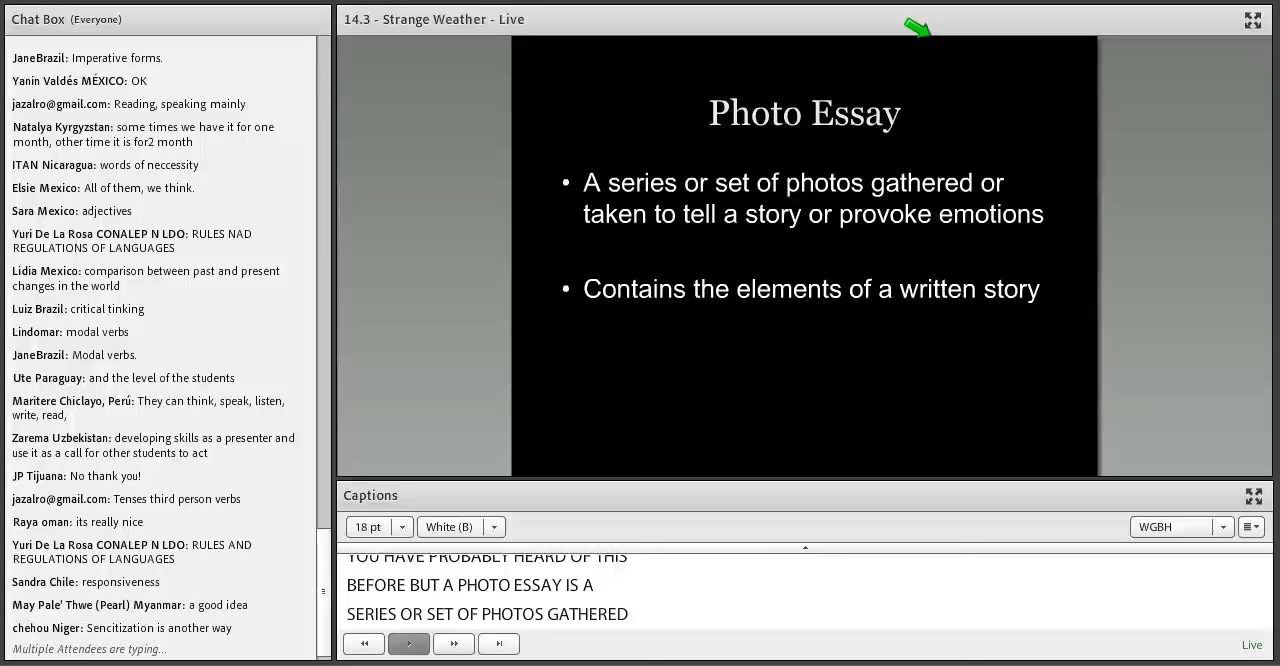 Chat Box (Everyone)
JaneBrazil: Imperative forms.
Yanin Valdés MÉXICO: OK
jazalro@gmail.com: Reading, speaking mainly
Natalya Kyrgyzstan: some times we have it for one
month, other time it is for2 month
ITAN Nicaragua: words of neccessity
Elsie Mexico: All of them, we think.
Sara Mexico: adjectives
Yuri De La Rosa CONALEP N LDO: RULES NAD
REGULATIONS OF LANGUAGES
Lidia Mexico: comparison between past and present
changes in the world
Luiz Brazil: critical tinking
Lindomar: modal verbs
JaneBrazil: Modal verbs.
Ute Paraguay: and the level of the students
Maritere Chiclayo, Perú: They can think, speak, listen,
write, read,
Zarema Uzbekistan: developing skills as a presenter and
use it as a call for other students to act
JP Tijuana: No thank you!
jazalro@gmail.com: Tenses third person verbs
Raya oman: its really nice
Yuri De La Rosa CONALEP N LDO: RULES AND
REGULATIONS OF LANGUAGES
Sandra Chile: responsiveness
May Pale' Thwe (Pearl) Myanmar: a good idea
chehou Niger: Sencitization is another way
Multiple Attendees are typing...
14.3 - Strange Weather - Live
Photo Essay
• A series or set of photos gathered or
taken to tell a story or provoke emotions
• Contains the elements of a written story
Captions
18 pt
White (B)
WGBH
YOU HAVE PROBABLY HEARD OF THIS
BEFORE BUT A PHOTO ESSAY IS A
SERIES OR SET OF PHOTOS GATHERED
Live